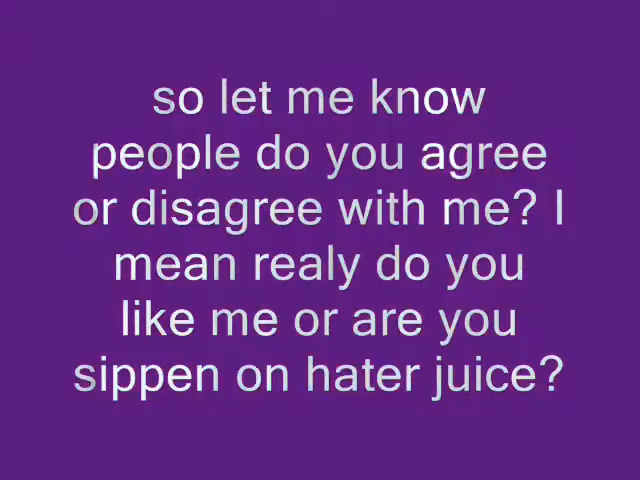 so let me know
people do you agree
or disagree with me? I
mean realy do you
like me or are you
sippen on hater juice?